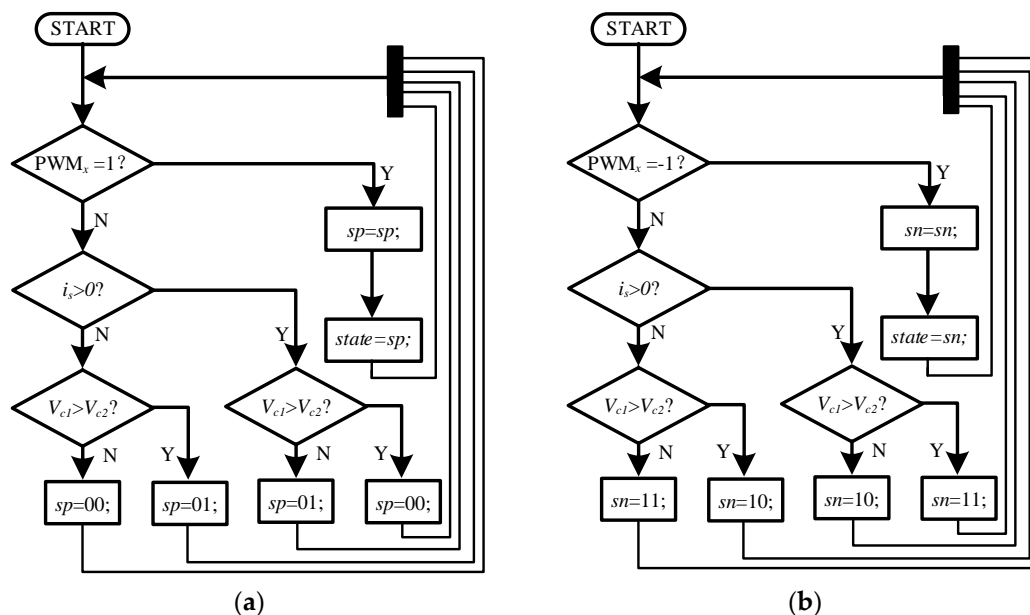 START
PWMx =1?
Y
N
sp=sp;
is>0?
N
Y
state=sp;
Vc1>Vc2?
Vc1>Vc2?
N
Y
N
Y
sp=00;
sp=01;
sp=01;
sp=00;
(a)
START
PWMx =-1?
Y
N
sn=sn;
is>0?
N
Y
state=sn;
Vc1>Vc2?
Vc1>Vc2?
N
Y
N
Y
sn=11;
sn=10;
sn=10;
sn=11;
(b)